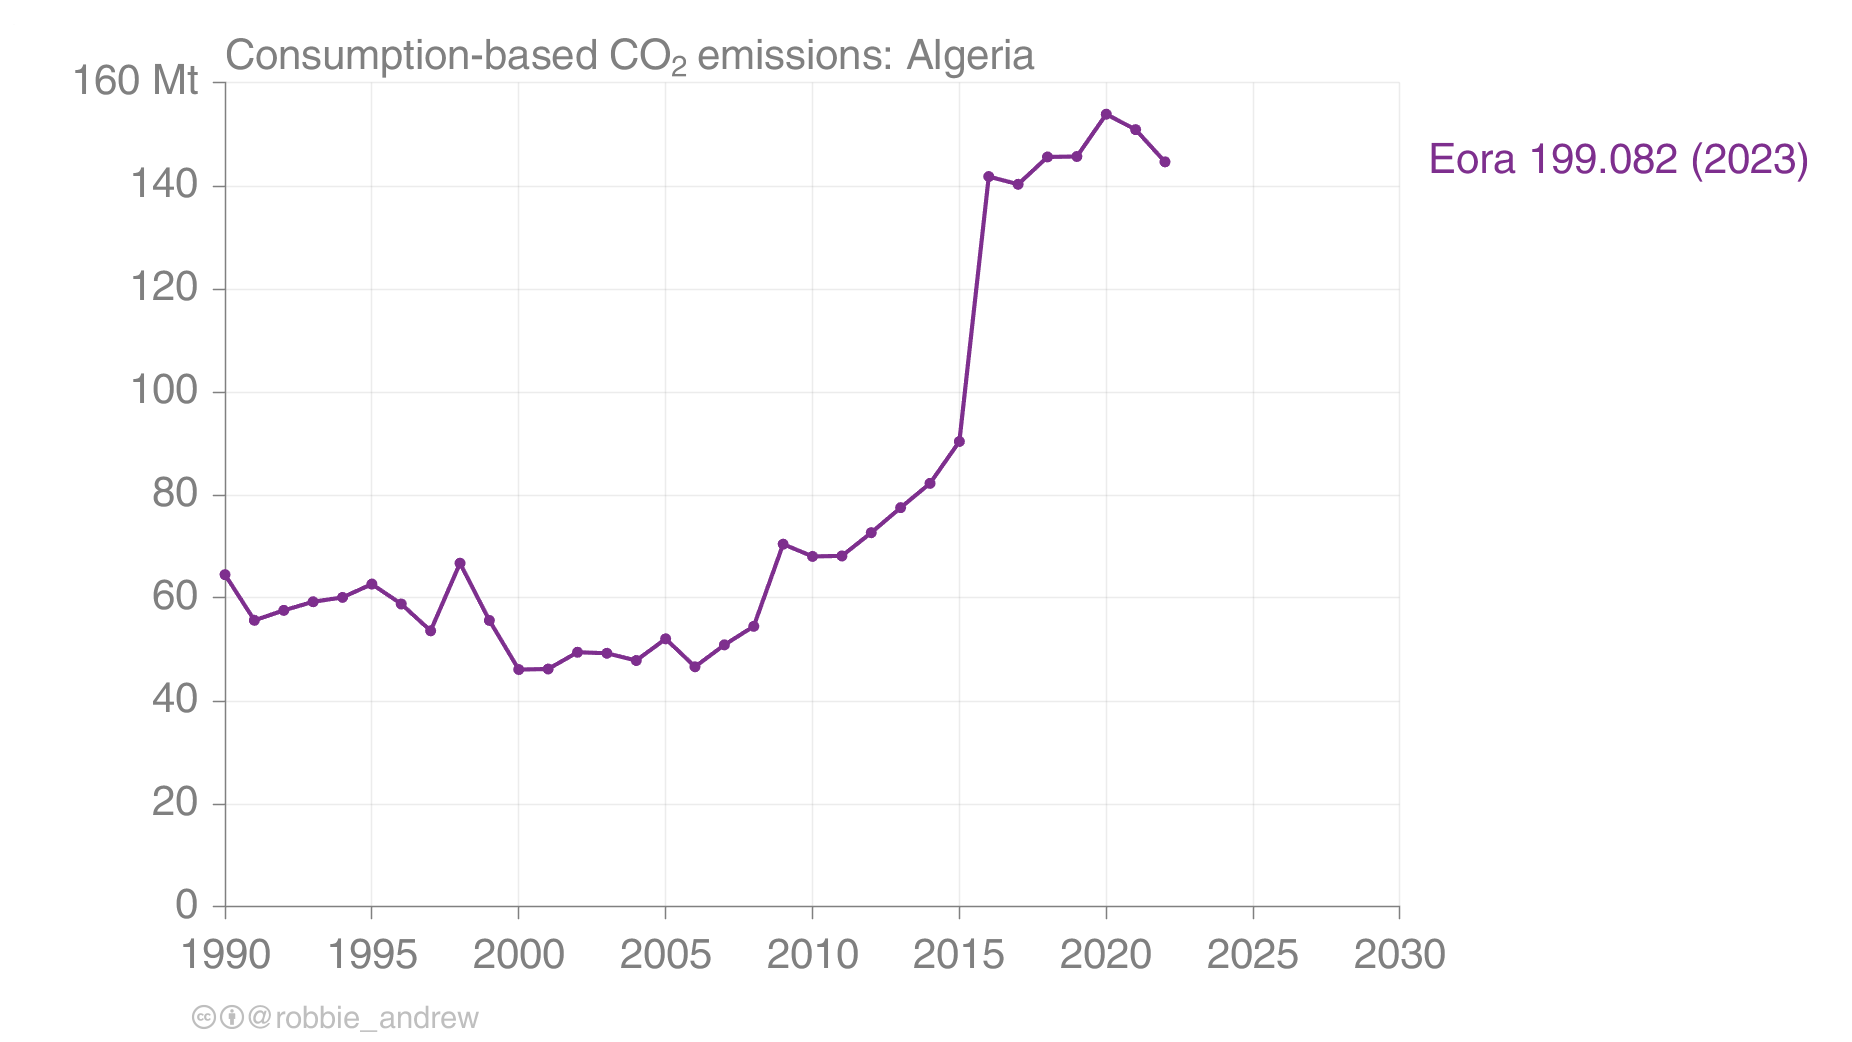 Consumption-based CO₂ emissions: Algeria
160 Mt
140
120
100
80
60
40
20
0
1990 1995 2000 2005 2010 2015 2020 2025 2030
Eora 199.082 (2023)
cc @robbie_andrew